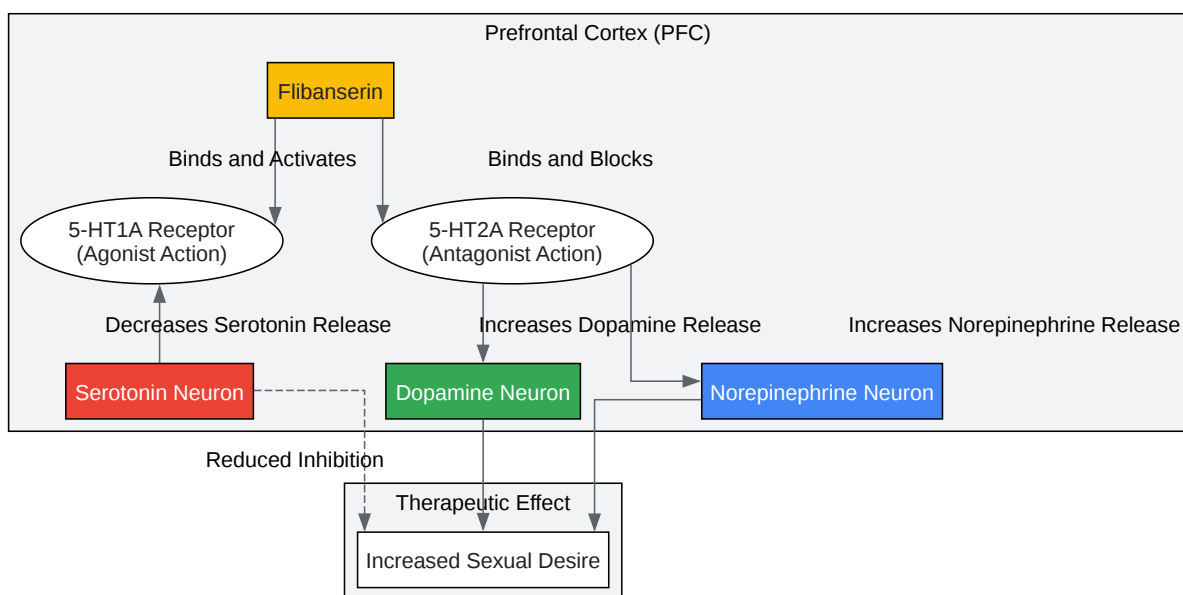 Prefrontal Cortex (PFC)
Flibanserin
Binds and Activates
Binds and Blocks
5-HT1A Receptor
(Agonist Action)
5-HT2A Receptor
(Antagonist Action)
Decreases Serotonin Release
Increases Dopamine Release
Increases Norepinephrine Release
Serotonin Neuron
Dopamine Neuron
Norepinephrine Neuron
Reduced Inhibition
Therapeutic Effect
Increased Sexual Desire